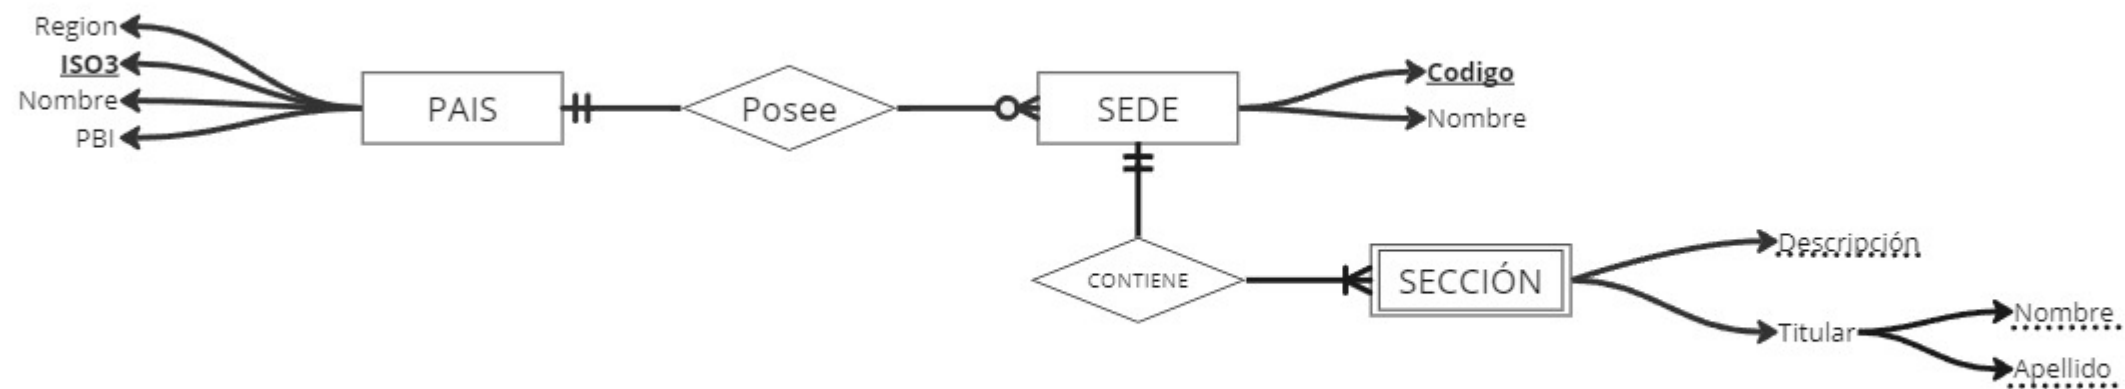 Region
ISO3
Nombre
PBI
PAIS
Posee
SEDE
Codigo
Nombre
CONTIENE
SECCIÓN
Descripción
Titular
Nombre
Apellido